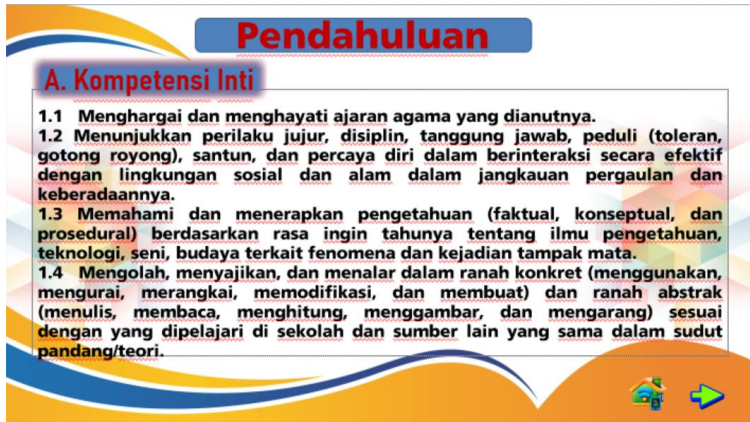 Pendahuluan
A. Kompetensi Inti
1.1 Menghargai dan menghayati ajaran agama yang dianutnya.
1.2 Menunjukkan perilaku jujur, disiplin, tanggung jawab, peduli (toleran,
gotong royong), santun, dan percaya diri dalam berinteraksi secara efektif
dengan lingkungan sosial dan alam dalam jangkauan pergaulan dan
keberadaannya.
1.3 Memahami dan menerapkan pengetahuan (faktual, konseptual, dan
prosedural) berdasarkan rasa ingin tahunya tentang ilmu pengetahuan,
teknologi, seni, budaya terkait fenomena dan kejadian tampak mata.
1.4 Mengolah, menyajikan, dan menalar dalam ranah konkret (menggunakan,
mengurai, merangkai, memodifikasi, dan membuat) dan ranah abstrak
(menulis, membaca, menghitung, menggambar, dan mengarang) sesuai
dengan yang dipelajari di sekolah dan sumber lain yang sama dalam sudut
pandang/teori.